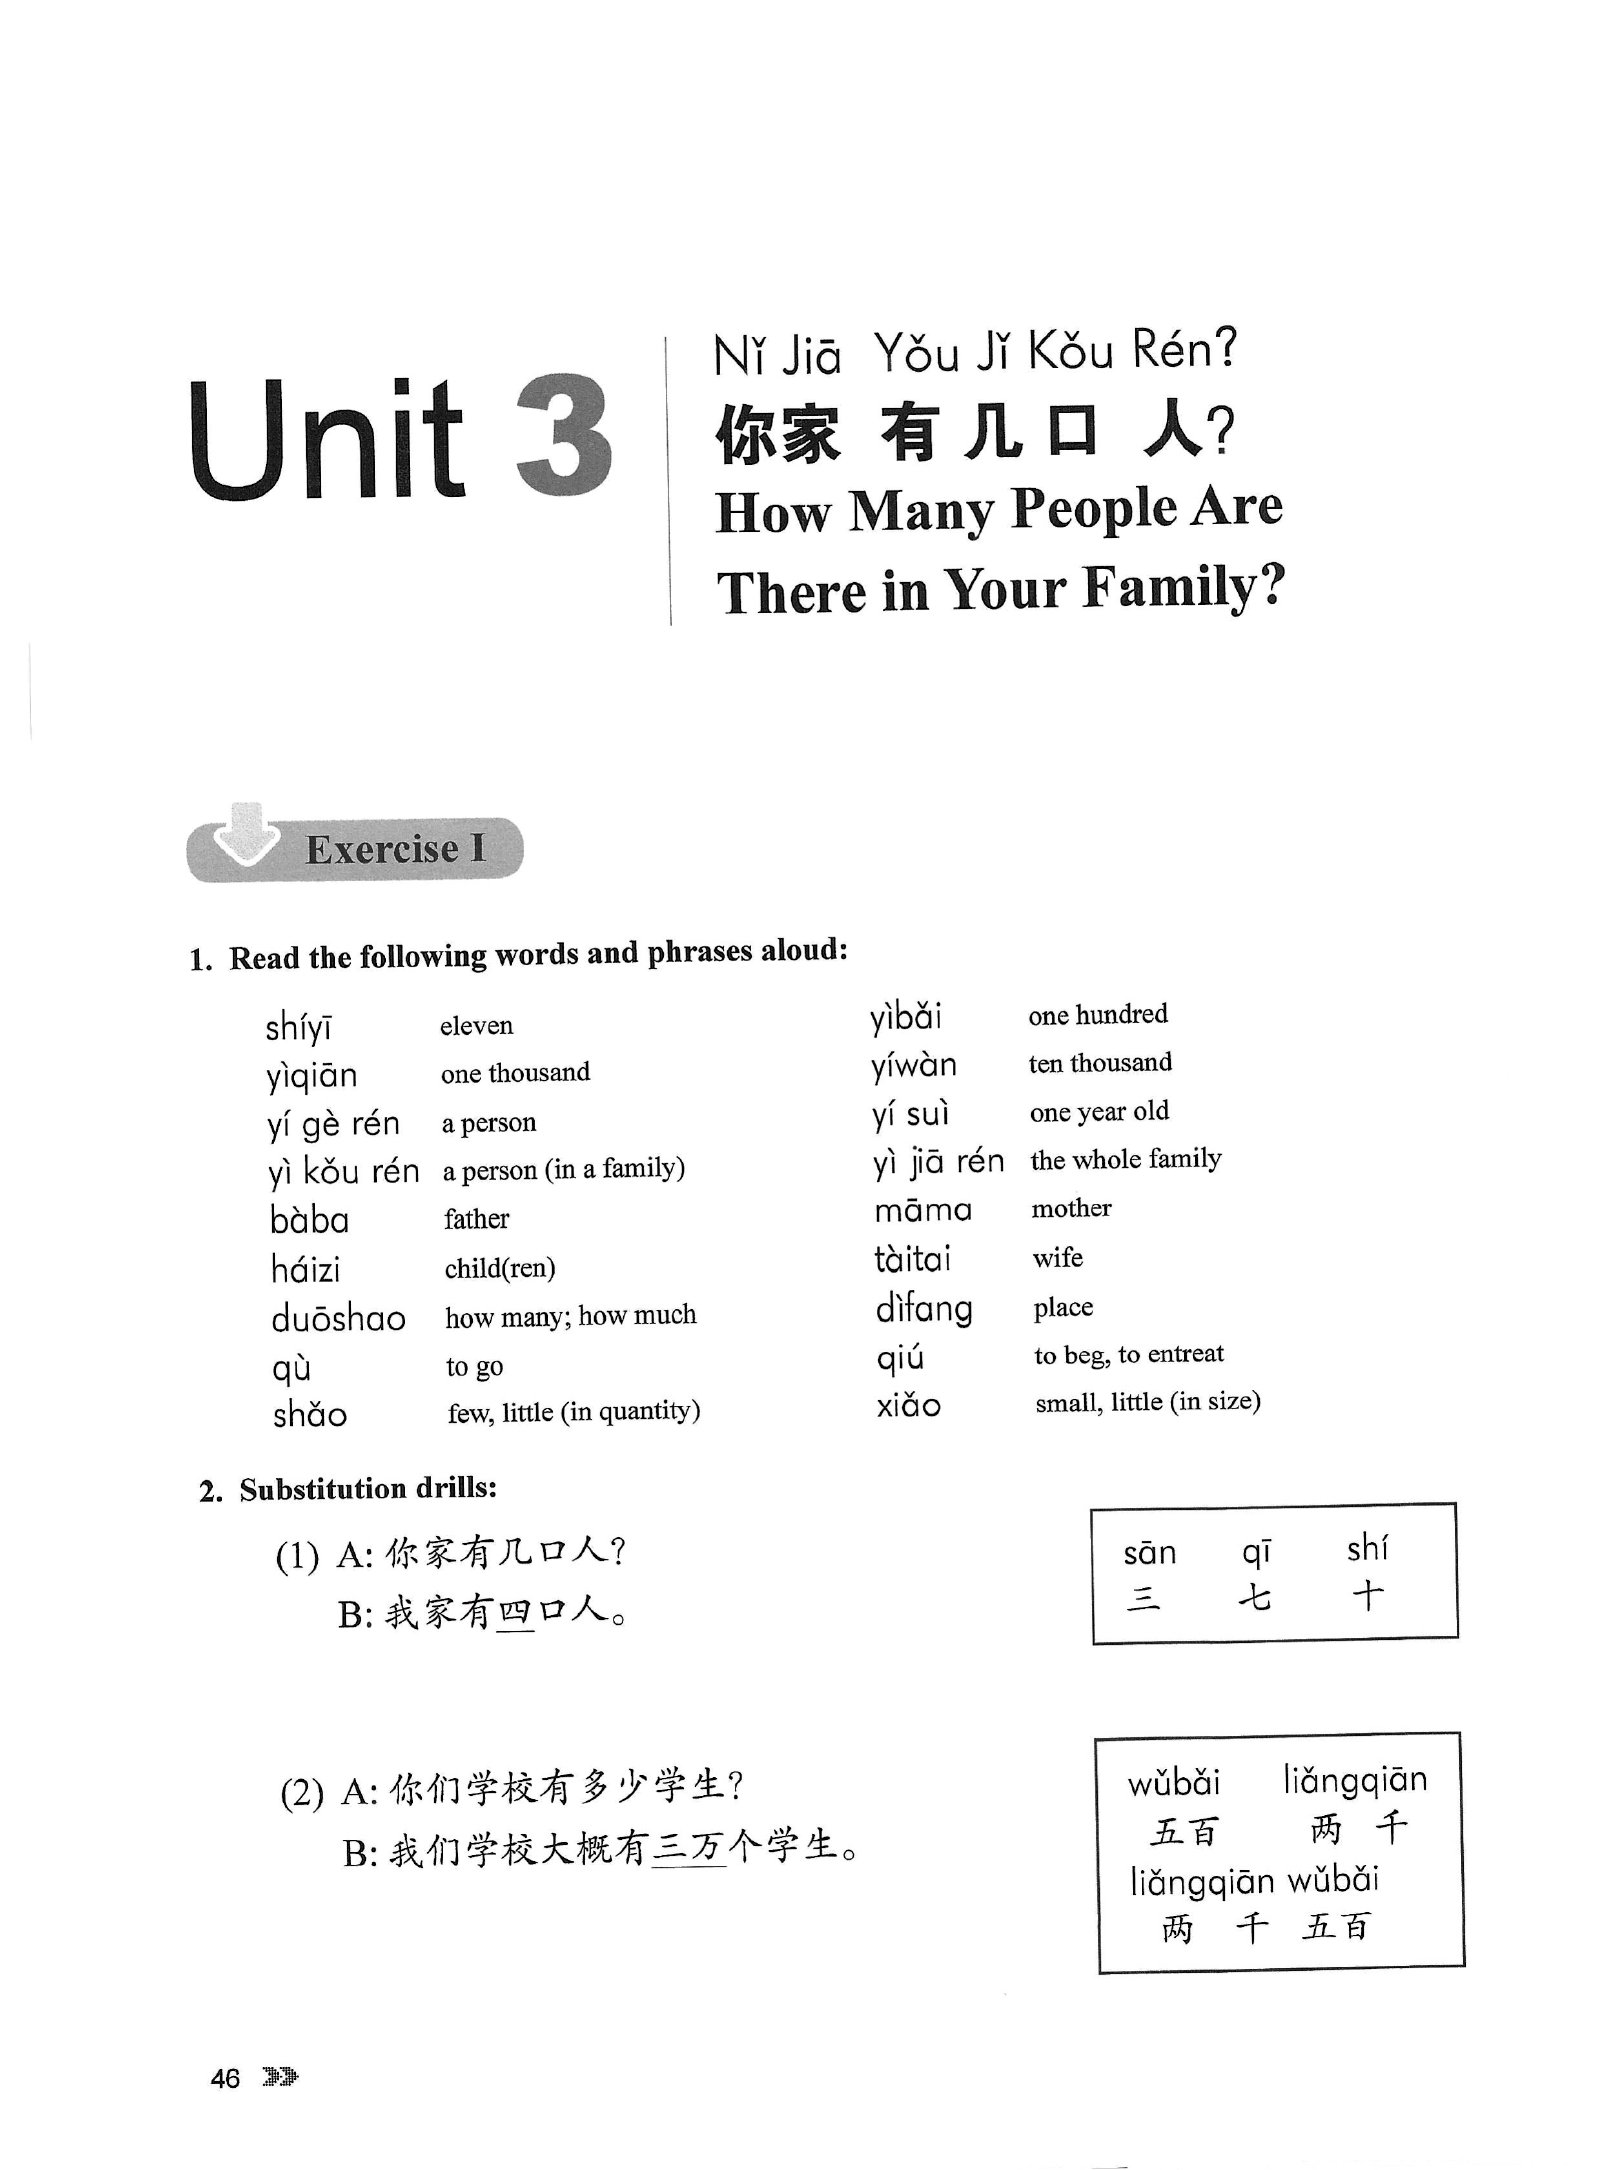 Unit 3
Nǐ Jiā Yǒu Jǐ Kǒu Rén?
你家 有 几 口 人?
How Many People Are
There in Your Family?
Exercise I
1. Read the following words and phrases aloud:
shíyī eleven yìbǎi one hundred
yìqiān one thousand yíwàn ten thousand
yí gè rén a person yí suì one year old
yì kǒu rén a person (in a family) yì jiā rén the whole family
bàba father māma mother
háizi child(ren) tàitai wife
duōshao how many; how much dìfang place
qù to go qiú to beg, to entreat
shǎo few, little (in quantity) xiǎo small, little (in size)
2. Substitution drills:
(1) A: 你家有几口人?
B: 我家有四口人。
sān qī shí
三 七 十
(2) A: 你们学校有多少学生?
B: 我们学校大概有三万个学生。
wǔbǎi liǎngqiān
五百 两 千
liǎngqiān wǔbǎi
两 千 五百
46